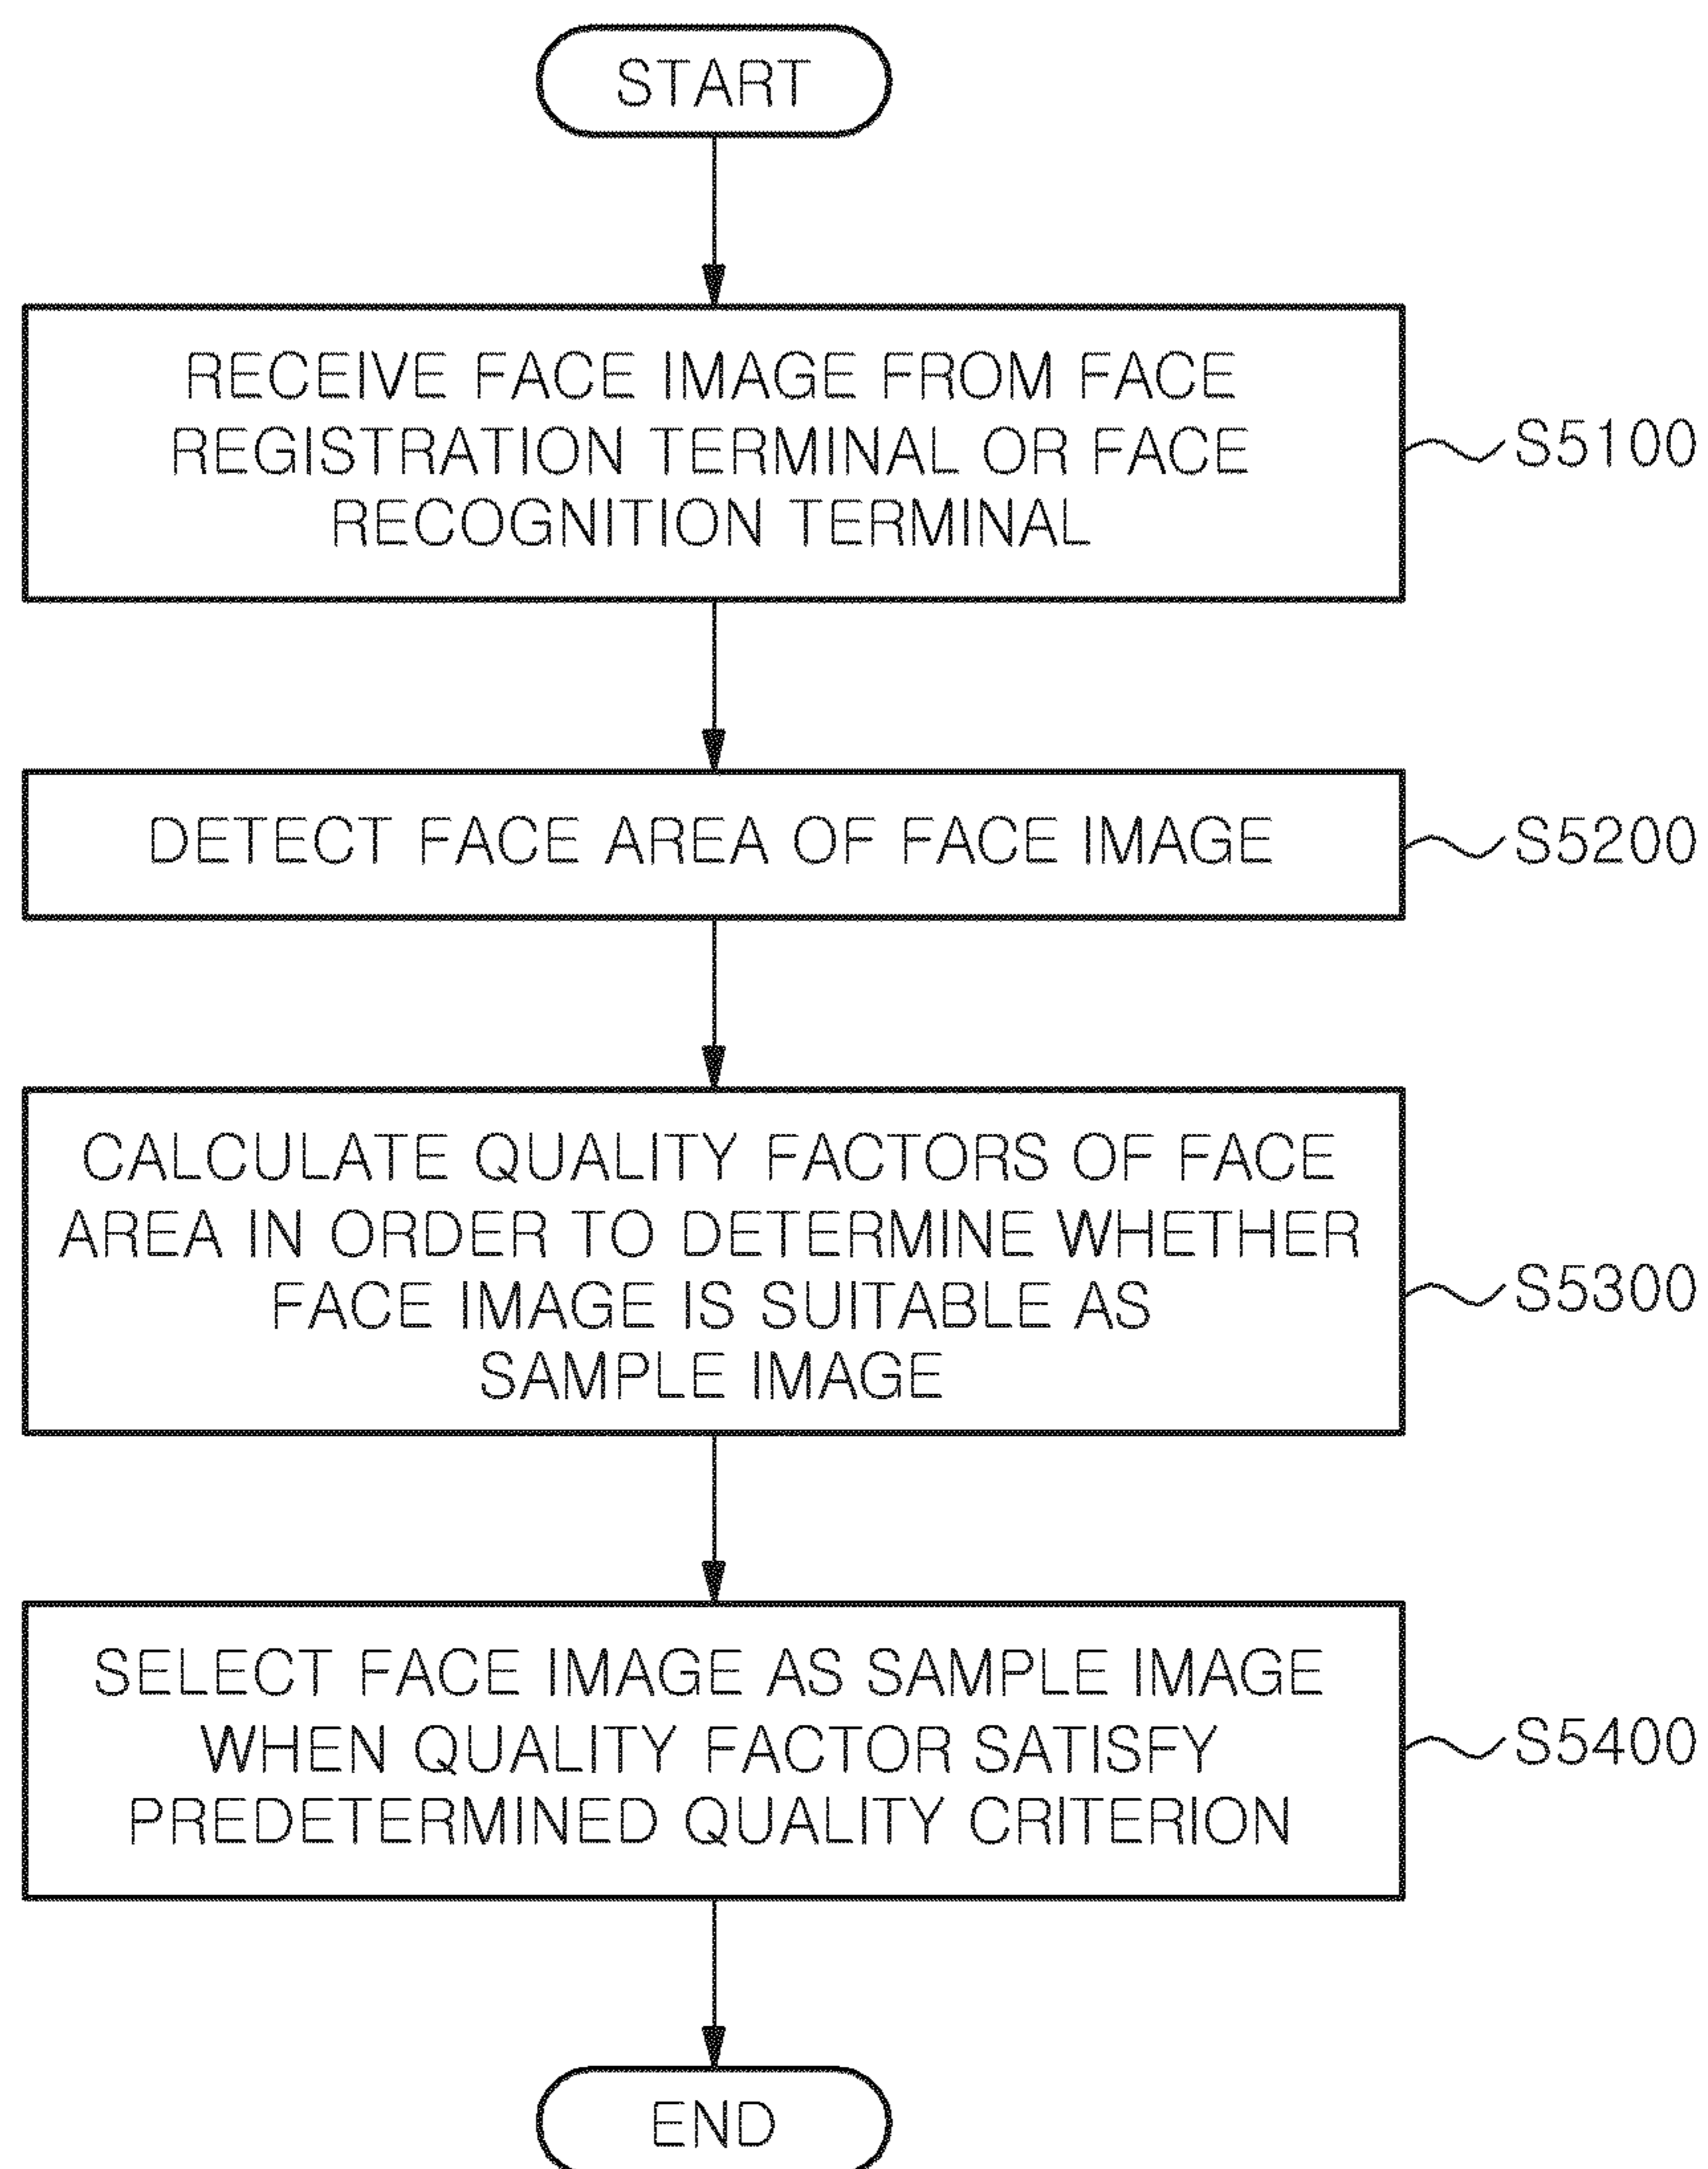 START
RECEIVE FACE IMAGE FROM FACE
REGISTRATION TERMINAL OR FACE
RECOGNITION TERMINAL
S5100
DETECT FACE AREA OF FACE IMAGE
S5200
CALCULATE QUALITY FACTORS OF FACE
AREA IN ORDER TO DETERMINE WHETHER
FACE IMAGE IS SUITABLE AS
SAMPLE IMAGE
S5300
SELECT FACE IMAGE AS SAMPLE IMAGE
WHEN QUALITY FACTOR SATISFY
PREDETERMINED QUALITY CRITERION
S5400
END